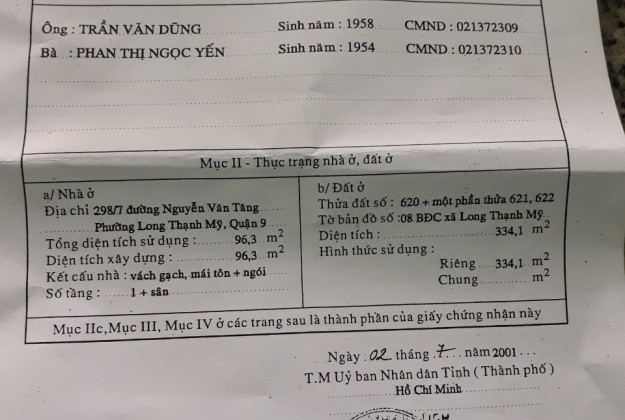 Ông : TRẦN VĂN DŨNG Sinh năm : 1958 CMND : 021372309
Bà : PHAN THỊ NGỌC YẾN Sinh năm : 1954 CMND : 021372310
Mục II - Thực trạng nhà ở, đất ở
a/ Nhà ở
Địa chỉ 298/7 đường Nguyễn Văn Tăng
Phường Long Thạnh Mỹ, Quận 9
Tổng diện tích sử dụng : 96,3 m2
Diện tích xây dựng : 96,3 m2
Kết cấu nhà : vách gạch, mái tôn + ngói
Số tầng : 1 + sân
b/ Đất ở
Thửa đất số : 620 + một phần thửa 621, 622
Tờ bản đồ số :08 BĐC xã Long Thạnh Mỹ
Diện tích : 334,1 m2
Hình thức sử dụng :
Riêng 334,1 m2
Chung m2
Mục IIc,Mục III, Mục IV ở các trang sau là thành phần của giấy chứng nhận này
Ngày 02 tháng 7 năm 2001
T.M Uỷ ban Nhân dân Tỉnh ( Thành phố )
Hồ Chí Minh